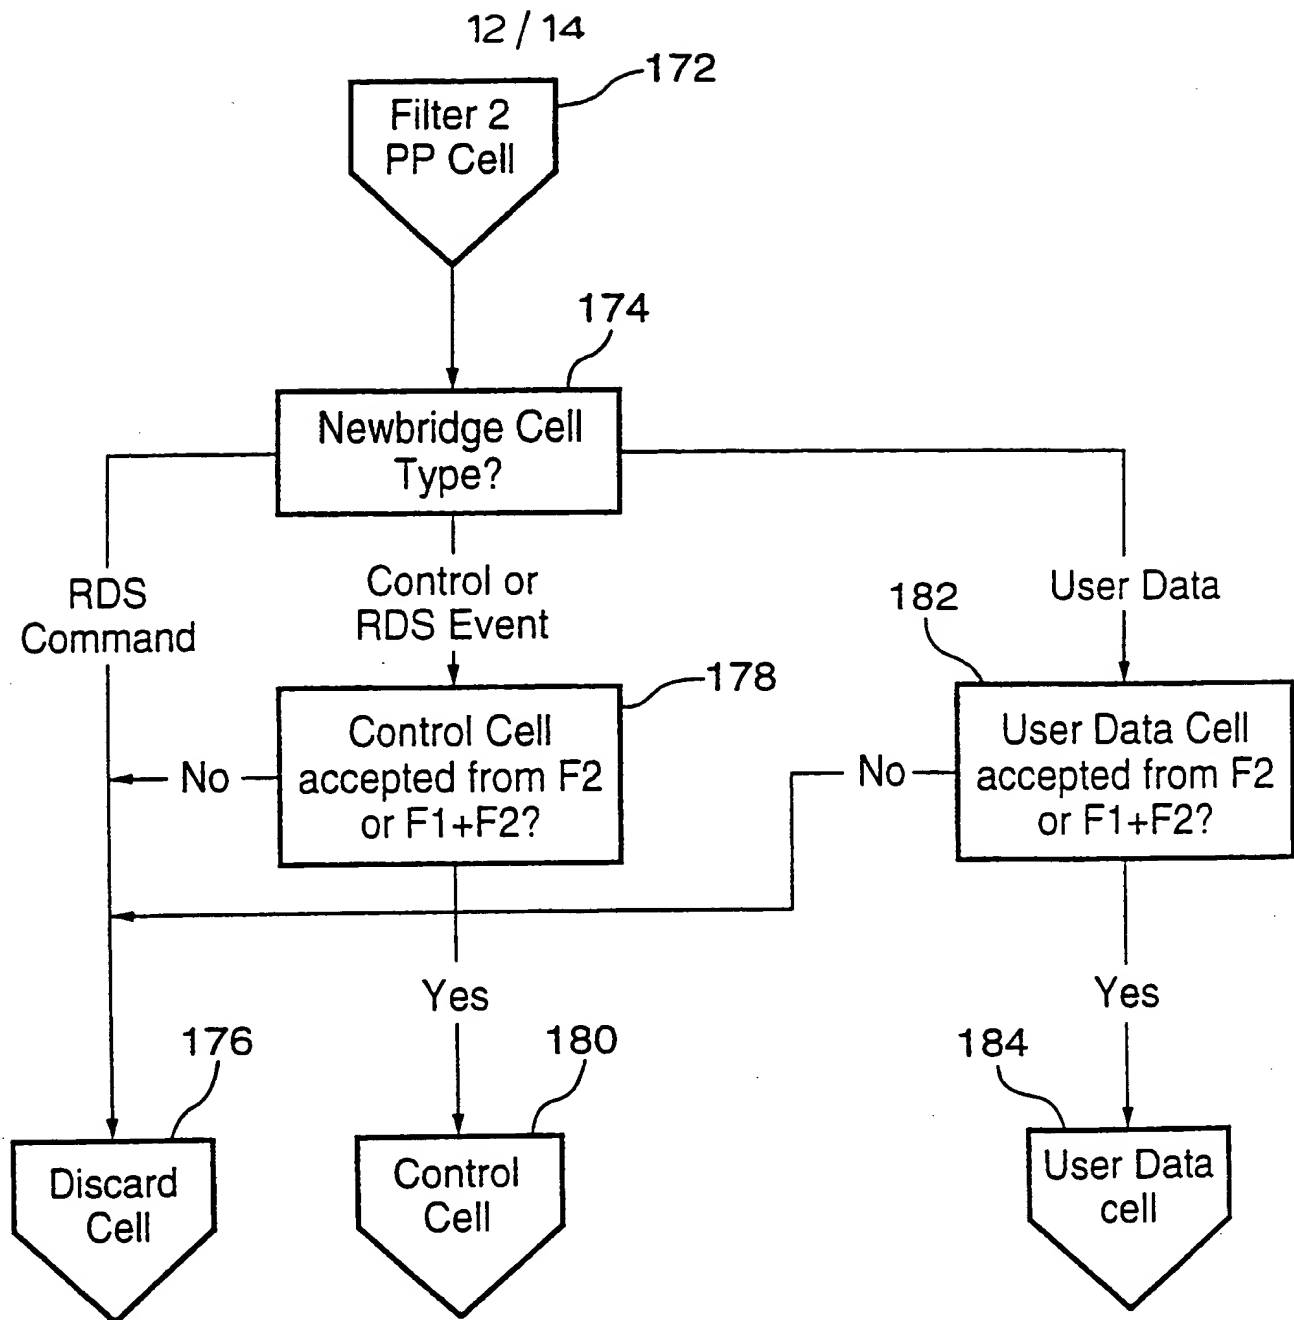 12 / 14
172
Filter 2
PP Cell
174
Newbridge Cell
Type?
RDS
Command
Control or
RDS Event
User Data
182
178
Control Cell
accepted from F2
or F1+F2?
No
User Data Cell
accepted from F2
or F1+F2?
No
Yes
Yes
176
180
184
Discard
Cell
Control
Cell
User Data
cell